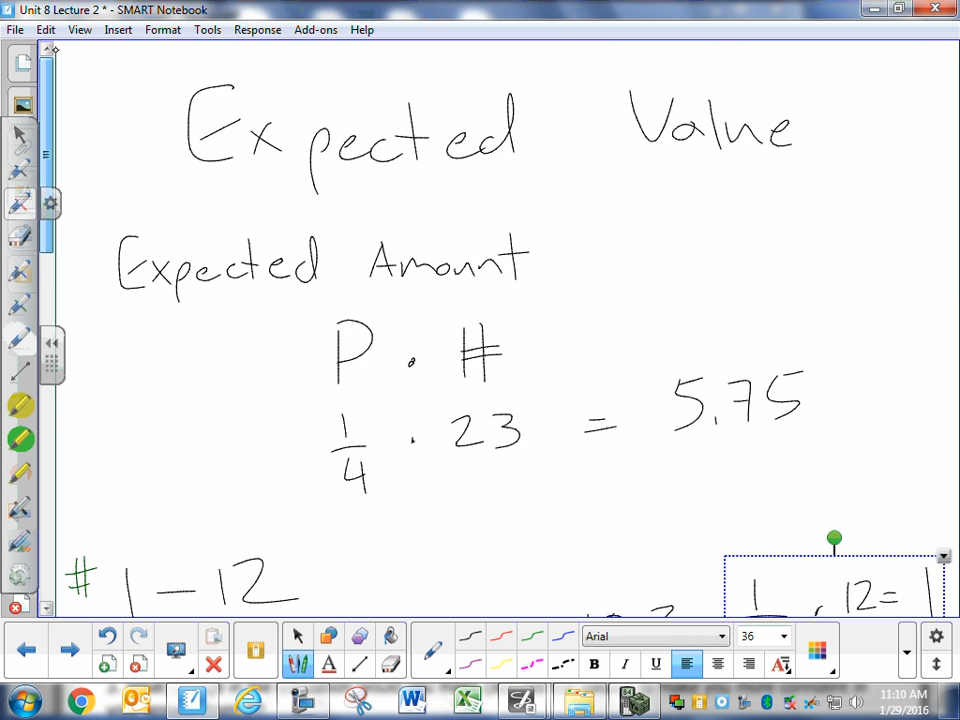 Unit 8 Lecture 2 * - SMART Notebook
File Edit View Insert Format Tools Response Add-ons Help
Expected Value
Expected Amount
P · #
1/4 · 23 = 5.75
# 1 - 12
1 · 12 = 1
Arial 36
B I U
11:10 AM
1/29/2016